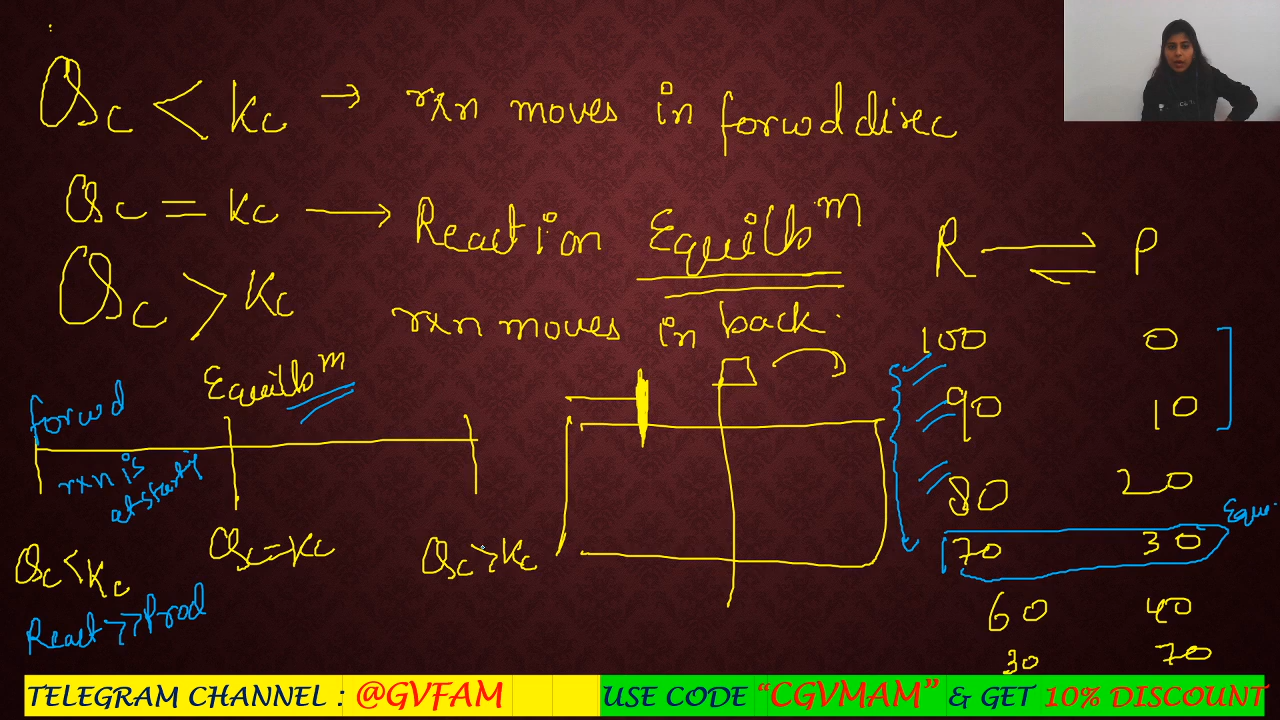 Qc < Kc → rxn moves in forwd direc
Qc = Kc → Reaction Equilbᵐ
Qc > Kc
rxn moves in back.
R ⇌ P
100 0
90 10
80 20
70 30
Equi.
60 40
30 70
forwd
Equilbᵐ
rxn is
at starting
Qc < Kc
Qc = Kc
Qc > Kc
React >> Prod
TELEGRAM CHANNEL : @GVFAM
USE CODE “CGVMAM” & GET 10% DISCOUNT